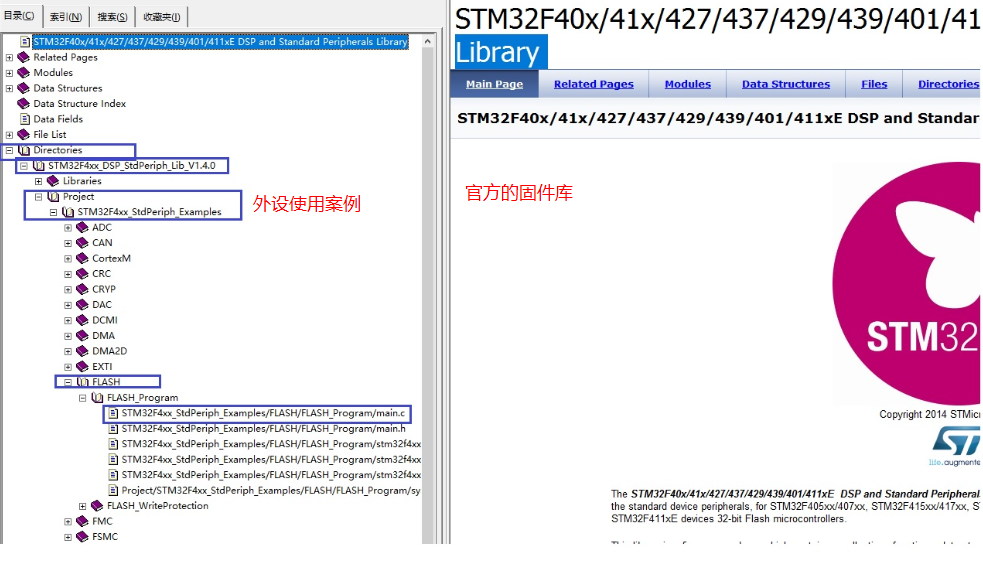 目录(C) 索引(N) 搜索(S) 收藏夹(I)
STM32F40x/41x/427/437/429/439/401/411xE DSP and Standard Peripherals Library
Related Pages
Modules
Data Structures
Data Structure Index
Data Fields
File List
Directories
STM32F4xx_DSP_StdPeriph_Lib_V1.4.0
Libraries
Project
STM32F4xx_StdPeriph_Examples
外设使用案例
ADC
CAN
CortexM
CRC
CRYP
DAC
DCMI
DMA
DMA2D
EXTI
FLASH
FLASH_Program
STM32F4xx_StdPeriph_Examples/FLASH/FLASH_Program/main.c
STM32F4xx_StdPeriph_Examples/FLASH/FLASH_Program/main.h
STM32F4xx_StdPeriph_Examples/FLASH/FLASH_Program/stm32f4xx
STM32F4xx_StdPeriph_Examples/FLASH/FLASH_Program/stm32f4xx
STM32F4xx_StdPeriph_Examples/FLASH/FLASH_Program/stm32f4xx
Project/STM32F4xx_StdPeriph_Examples/FLASH/FLASH_Program/sy
FLASH_WriteProtection
FMC
FSMC
STM32F40x/41x/427/437/429/439/401/41
Library
Main Page Related Pages Modules Data Structures Files Directories
STM32F40x/41x/427/437/429/439/401/411xE DSP and Standar
官方的固件库
STM32
Copyright 2014 STMicr
ST
life.augmente
The STM32F40x/41x/427/437/429/439/401/411xE DSP and Standard Peripheral
the standard device peripherals, for STM32F405xx/407xx, STM32F415xx/417xx, S
STM32F411xE devices 32-bit Flash microcontrollers.